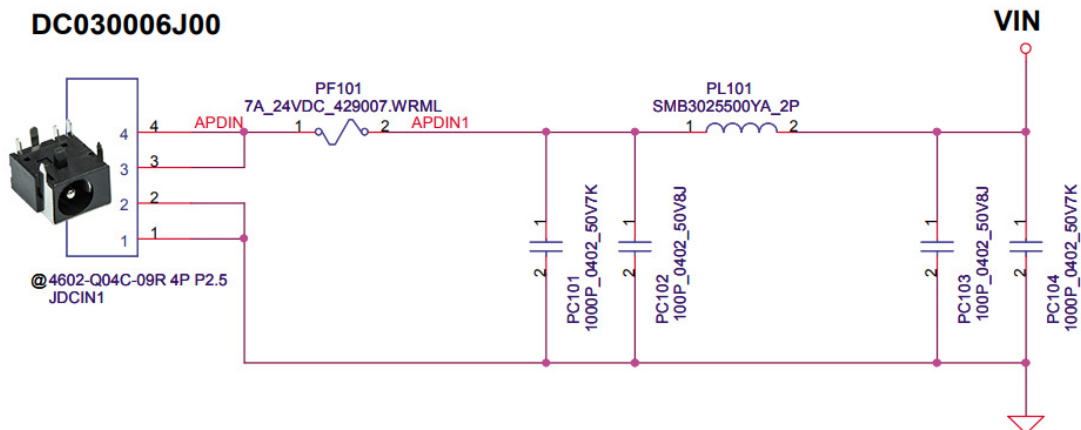 DC030006J00
VIN
PF101
7A_24VDC_429007.WRML
PL101
SMB3025500YA_2P
4 4 APDIN 1 2 APDIN1 1 2
3 3
2 2
1 1
@4602-Q04C-09R 4P P2.5
JDCIN1
1 2
PC101
1000P_0402_50V7K
1 2
PC102
100P_0402_50V8J
1 2
PC103
100P_0402_50V8J
1 2
PC104
1000P_0402_50V7K